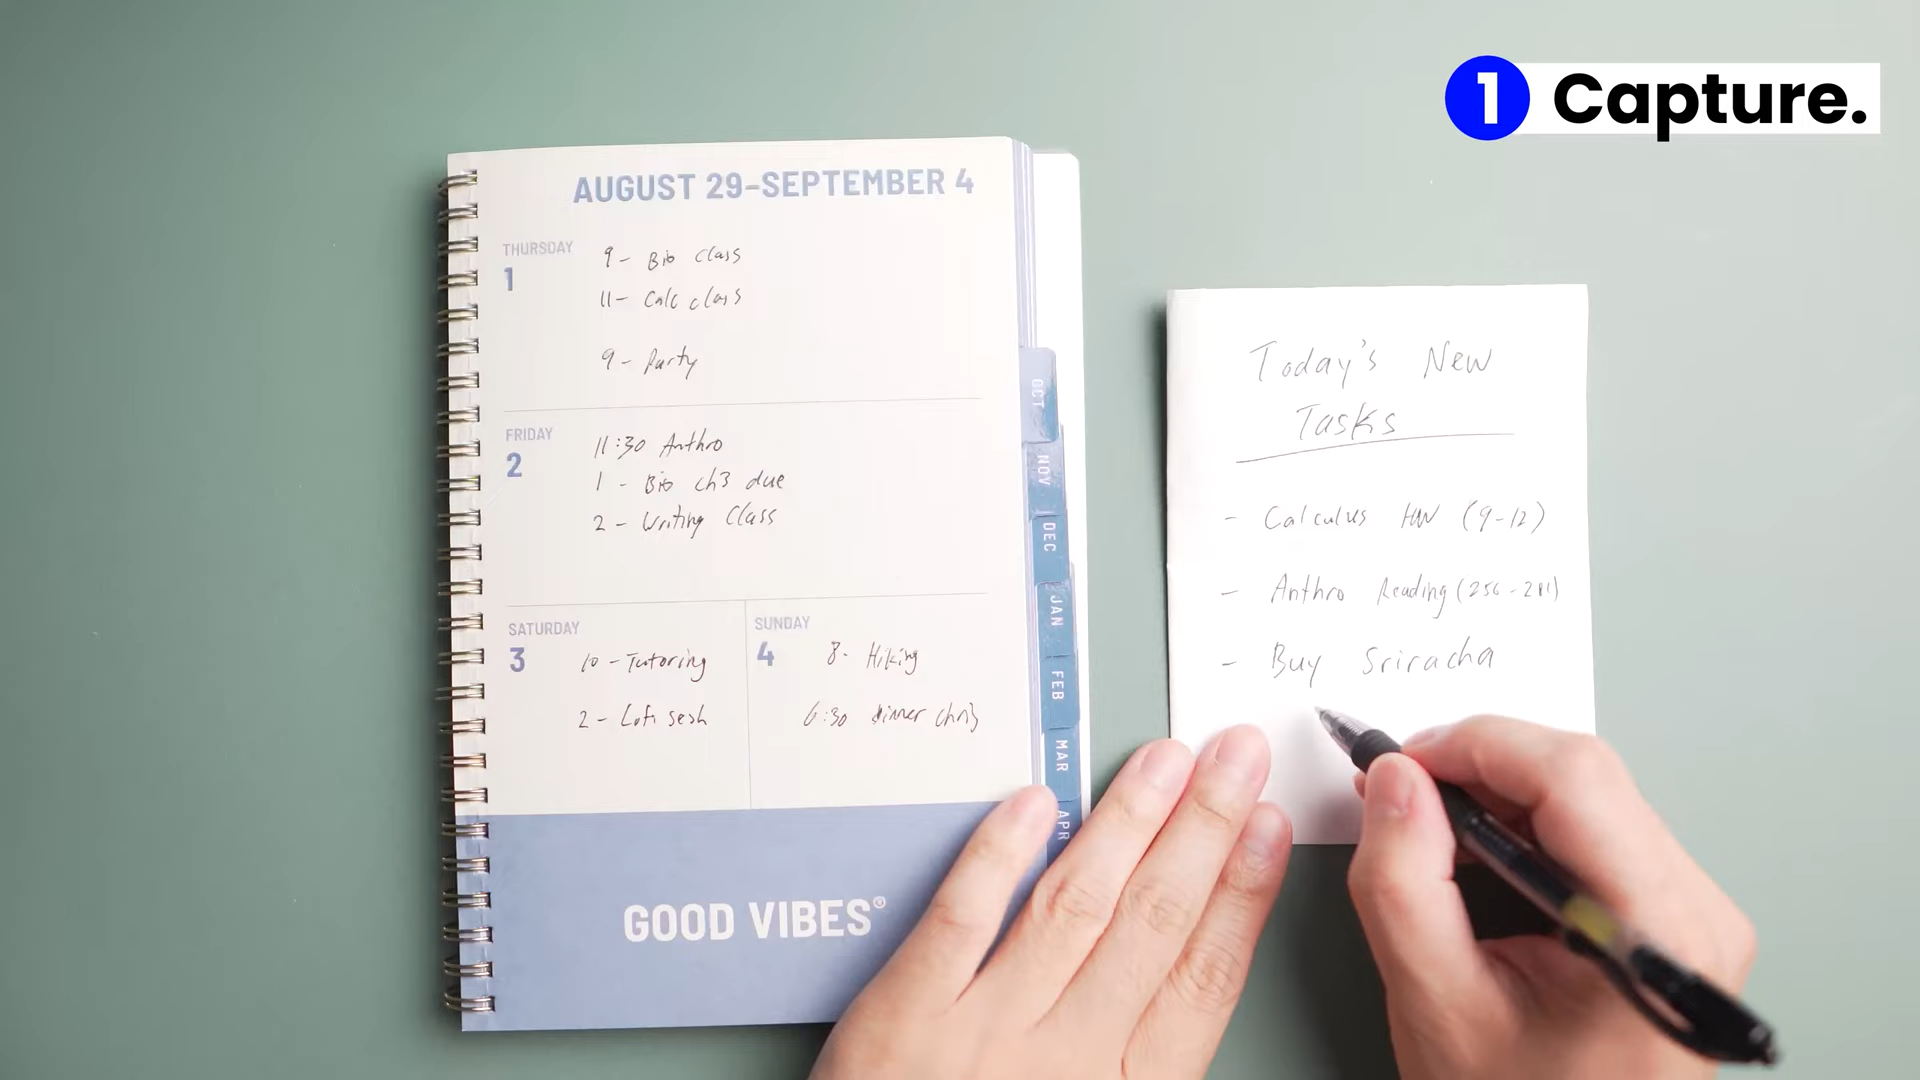 1 Capture.
AUGUST 29–SEPTEMBER 4
THURSDAY
1
9 - Bio class
11 - Calc class
9 - Party
FRIDAY
2
11:30 Anthro
1 - Bio ch3 due
2 - Writing Class
SATURDAY
3
10 - Tutoring
2 - Lofi sesh
SUNDAY
4
8 - Hiking
6:30 dinner chris
GOOD VIBES®
OCT
NOV
DEC
JAN
FEB
MAR
APR
Today's New
Tasks
- Calculus HW (9-12)
- Anthro Reading (256-281)
- Buy Sriracha